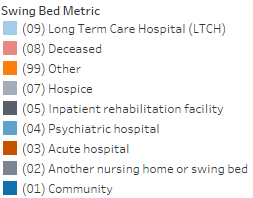 Swing Bed Metric
(09) Long Term Care Hospital (LTCH)
(08) Deceased
(99) Other
(07) Hospice
(05) Inpatient rehabilitation facility
(04) Psychiatric hospital
(03) Acute hospital
(02) Another nursing home or swing bed
(01) Community